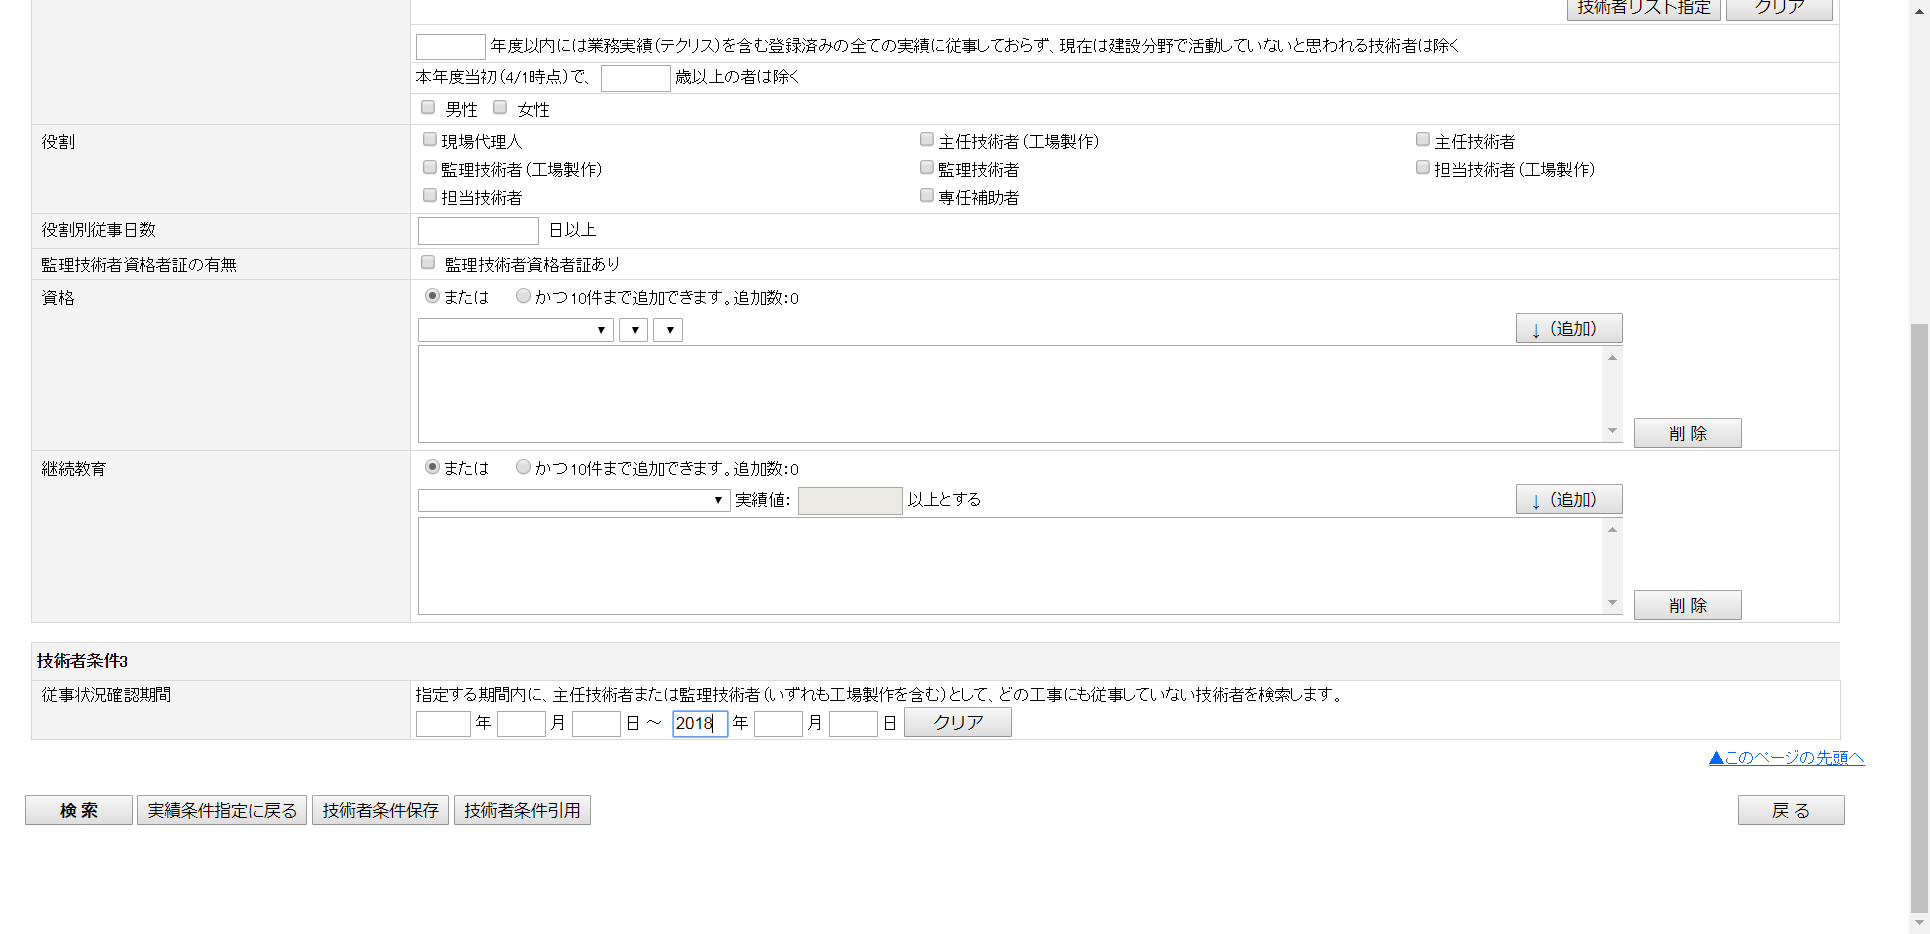 技術者リスト指定 クリア
年度以内には業務実績(テクリス)を含む登録済みの全ての実績に従事しておらず、現在は建設分野で活動していないと思われる技術者は除く
本年度当初(4/1時点)で、 歳以上の者は除く
男性 女性
役割 現場代理人 主任技術者(工場製作) 主任技術者
監理技術者(工場製作) 監理技術者 担当技術者(工場製作)
担当技術者 専任補助者
役割別従事日数 日以上
監理技術者資格者証の有無 監理技術者資格者証あり
資格 または かつ 10件まで追加できます。追加数:0
↓(追加)
削 除
継続教育 または かつ 10件まで追加できます。追加数:0
実績値: 以上とする ↓(追加)
削 除
技術者条件3
従事状況確認期間 指定する期間内に、主任技術者または監理技術者(いずれも工場製作を含む)として、どの工事にも従事していない技術者を検索します。
年 月 日 ～ 2018 年 月 日 クリア
▲このページの先頭へ
検 索 実績条件指定に戻る 技術者条件保存 技術者条件引用 戻 る